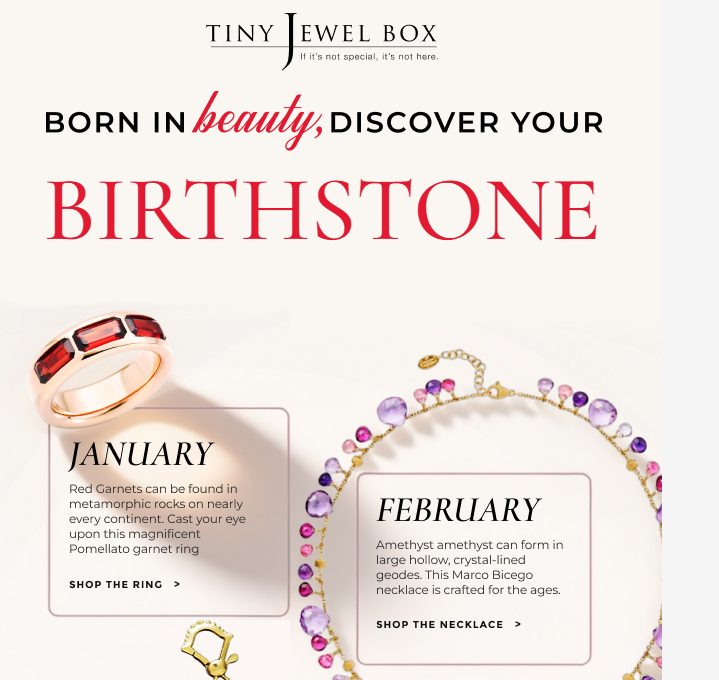 TINY JEWEL BOX
If it's not special, it's not here.
BORN IN beauty, DISCOVER YOUR
BIRTHSTONE
JANUARY
Red Garnets can be found in
metamorphic rocks on nearly
every continent. Cast your eye
upon this magnificent
Pomellato garnet ring
SHOP THE RING >
FEBRUARY
Amethyst amethyst can form in
large hollow, crystal-lined
geodes. This Marco Bicego
necklace is crafted for the ages.
SHOP THE NECKLACE >